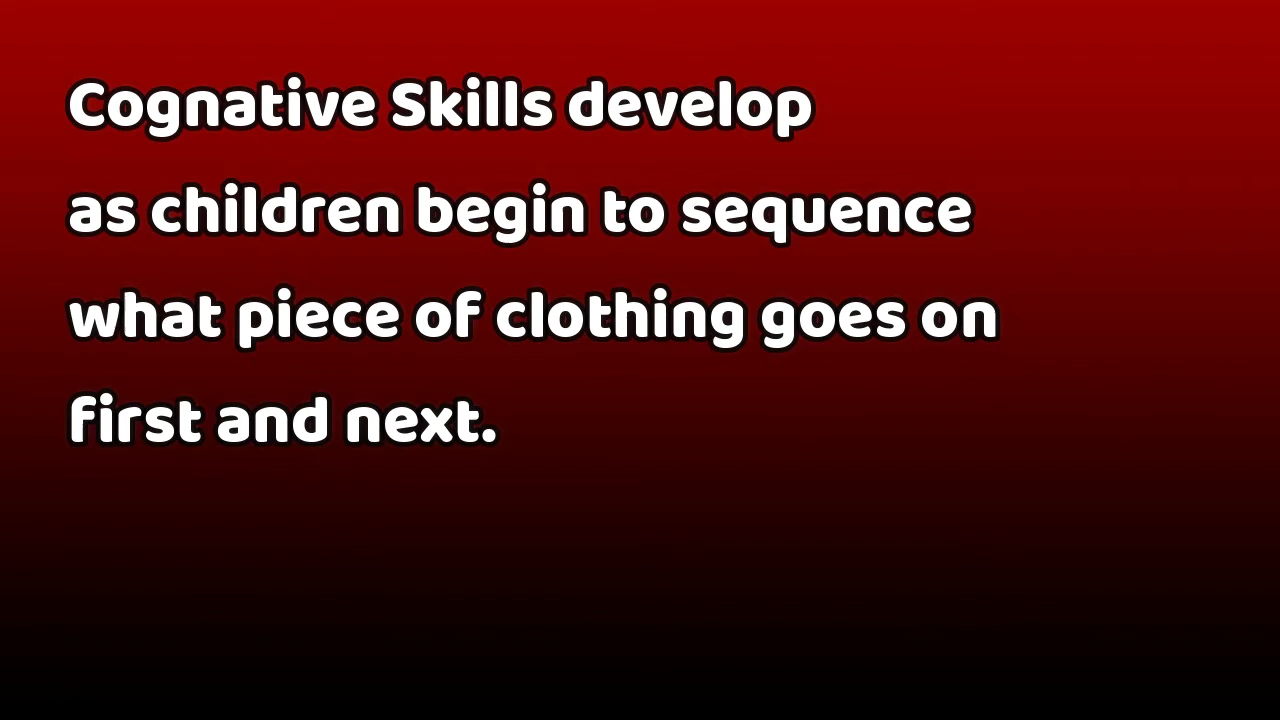 Cognative Skills develop
as children begin to sequence
what piece of clothing goes on
first and next.